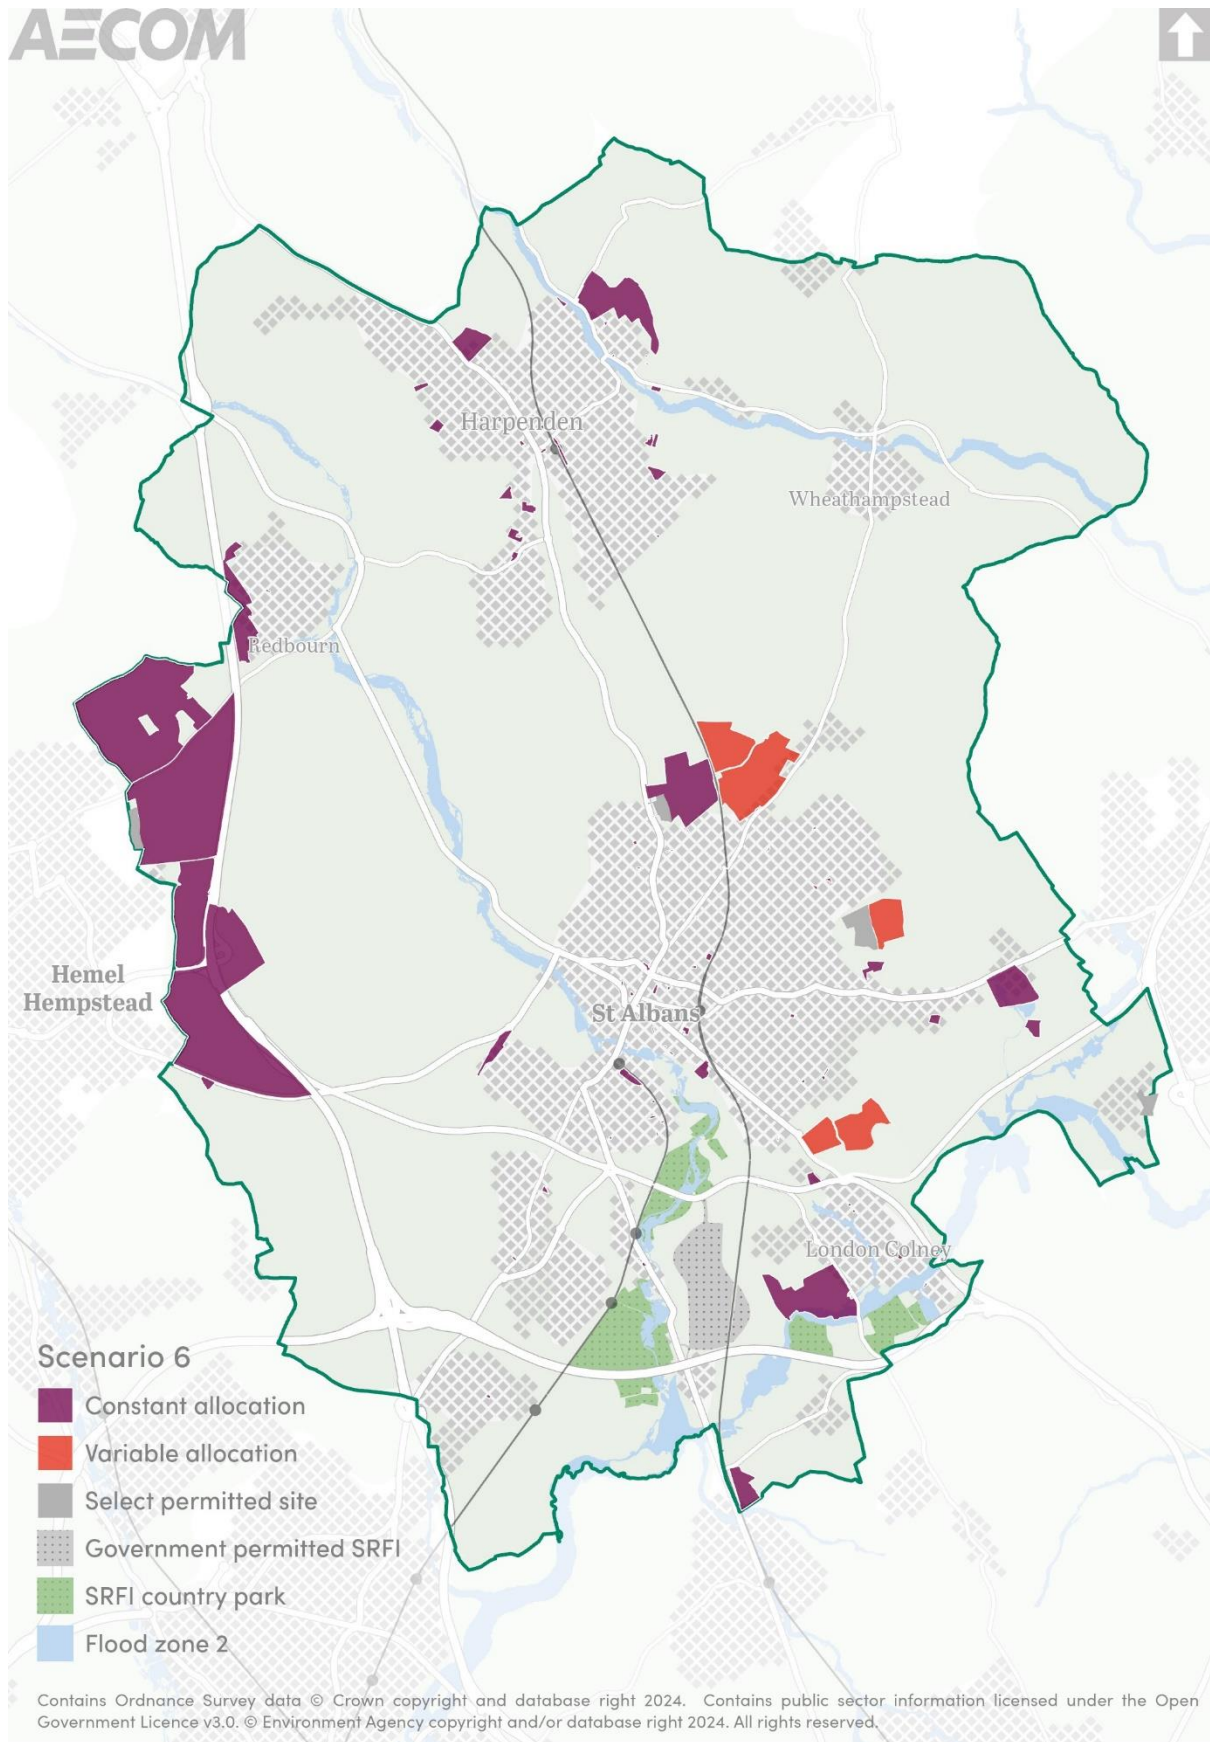 AECOM
Harpenden
Wheathampstead
Redbourn
Hemel
Hempstead
St Albans
London Colney
Scenario 6
Constant allocation
Variable allocation
Select permitted site
Government permitted SRFI
SRFI country park
Flood zone 2
Contains Ordnance Survey data © Crown copyright and database right 2024. Contains public sector information licensed under the Open
Government Licence v3.0. © Environment Agency copyright and/or database right 2024. All rights reserved.